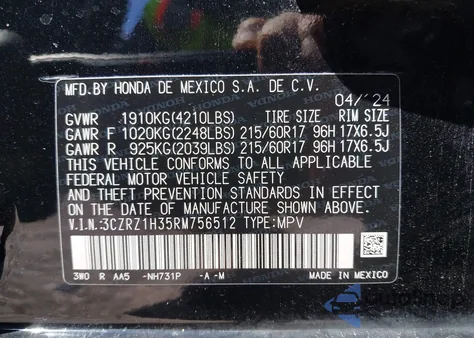 MFD.BY HONDA DE MEXICO S.A. DE C.V.
04/'24
GVWR 1910KG(4210LBS) TIRE SIZE RIM SIZE
GAWR F 1020KG(2248LBS) 215/60R17 96H 17X6.5J
GAWR R 925KG(2039LBS) 215/60R17 96H 17X6.5J
THIS VEHICLE CONFORMS TO ALL APPLICABLE
FEDERAL MOTOR VEHICLE SAFETY
AND THEFT PREVENTION STANDARDS IN EFFECT
ON THE DATE OF MANUFACTURE SHOWN ABOVE.
V.I.N.:3CZRZ1H35RM756512 TYPE:MPV
3WO R AA5 -NH731P -A-M MADE IN MEXICO